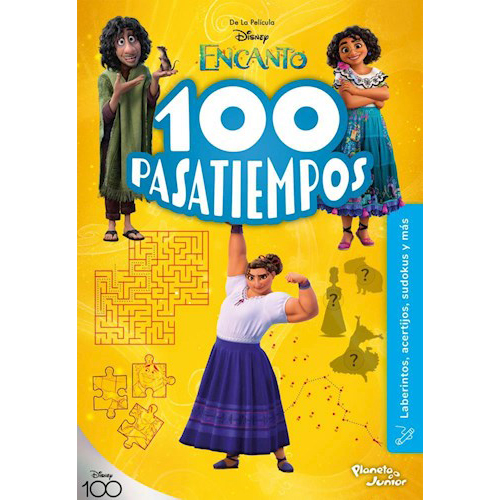 De La Película
Disney
ENCANTO
100
PASATIEMPOS
Laberintos, acertijos, sudokus y más
?
?
?
Disney
100
Planeta Junior